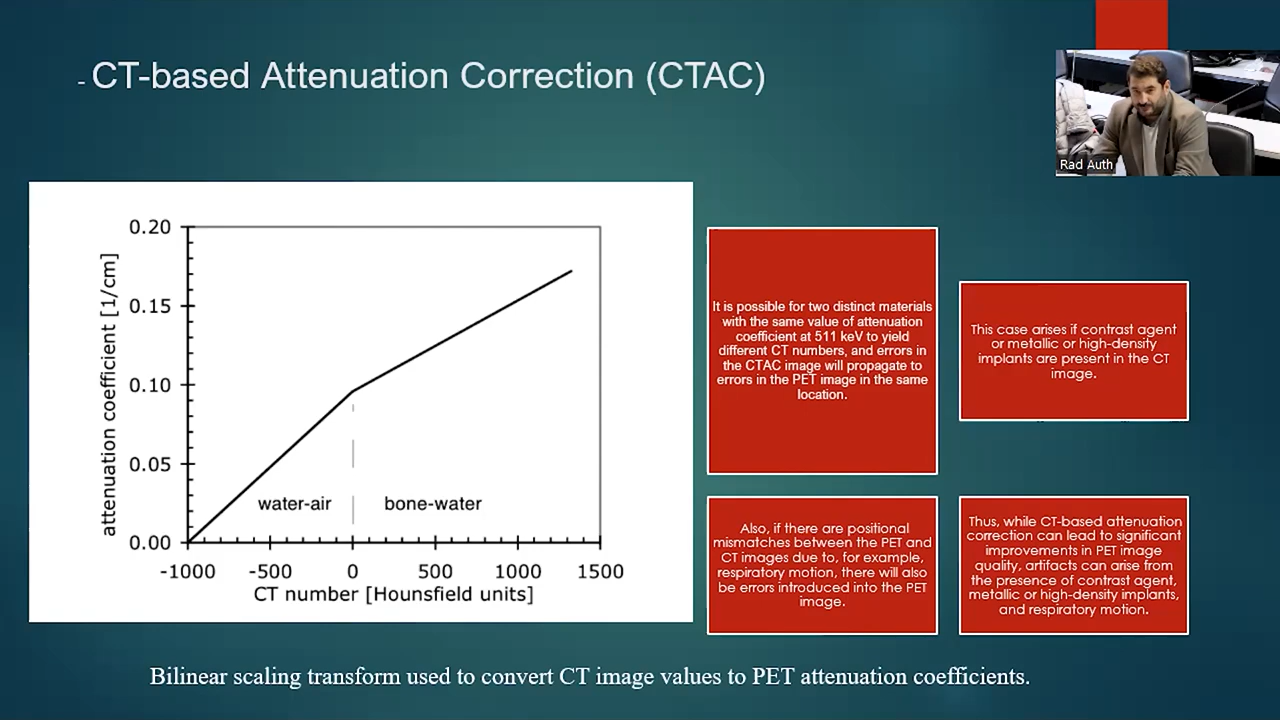 - CT-based Attenuation Correction (CTAC)
Rad Auth
0.20
0.15
0.10
0.05
0.00
attenuation coefficient [1/cm]
water-air
bone-water
-1000
-500
0
500
1000
1500
CT number [Hounsfield units]
It is possible for two distinct materials
with the same value of attenuation
coefficient at 511 keV to yield
different CT numbers, and errors in
the CTAC image will propagate to
errors in the PET image in the same
location.
This case arises if contrast agent
or metallic or high-density
implants are present in the CT
image.
Also, if there are positional
mismatches between the PET and
CT images due to, for example,
respiratory motion, there will also
be errors introduced into the PET
image.
Thus, while CT-based attenuation
correction can lead to significant
improvements in PET image
quality, artifacts can arise from
the presence of contrast agent,
metallic or high-density implants,
and respiratory motion.
Bilinear scaling transform used to convert CT image values to PET attenuation coefficients.